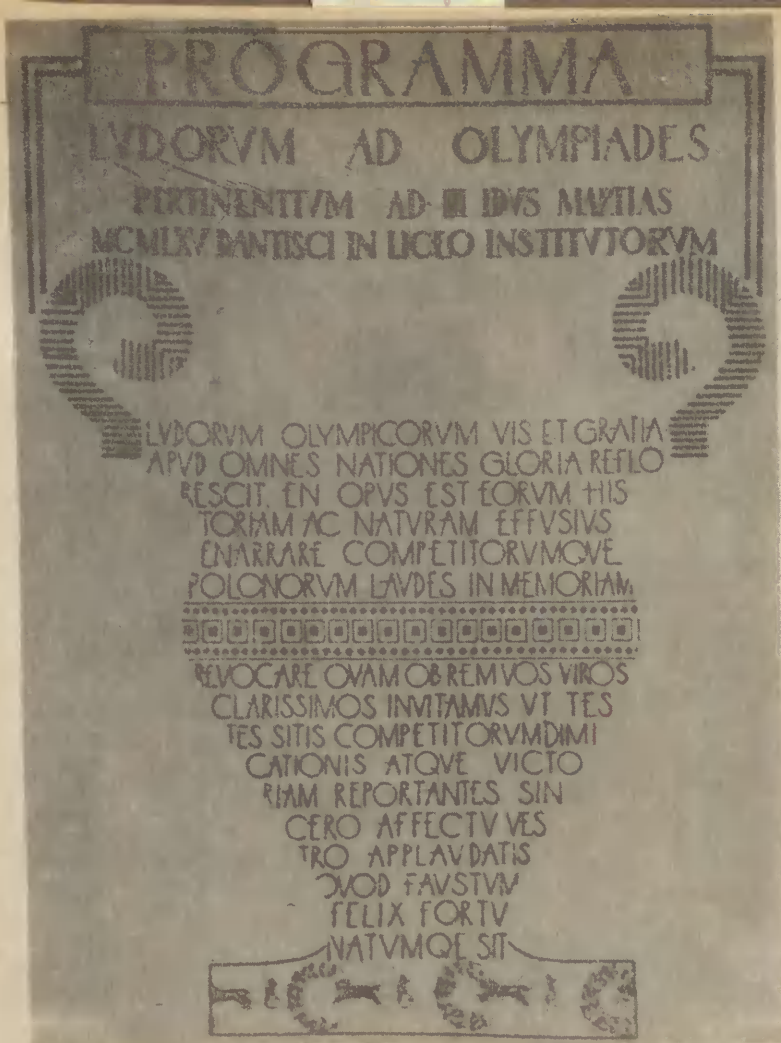 PROGRAMMA
LVDORVM AD OLYMPIADES
PERTINENTIVM AD III IDVS MARTIAS
MCMLXV DANTISCI IN LICEO INSTITVTORVM
LVDORVM OLYMPICORVM VIS ET GRATIA
APVD OMNES NATIONES GLORIA REFLO
RESCIT. EN OPVS EST EORVM HIS
TORIAM AC NATVRAM EFFVSIVS
ENARRARE COMPETITORVMQVE
POLONORVM LAVDES IN MEMORIAM
REVOCARE QVAM OB REM VOS VIROS
CLARISSIMOS INVITAMVS VT TES
TES SITIS COMPETITORVM DIMI
CATIONIS ATQVE VICTO
RIAM REPORTANTES SIN
CERO AFFECTV VES
TRO APPLAVDATIS
QVOD FAVSTVM
FELIX FORTV
NATVMQE SIT